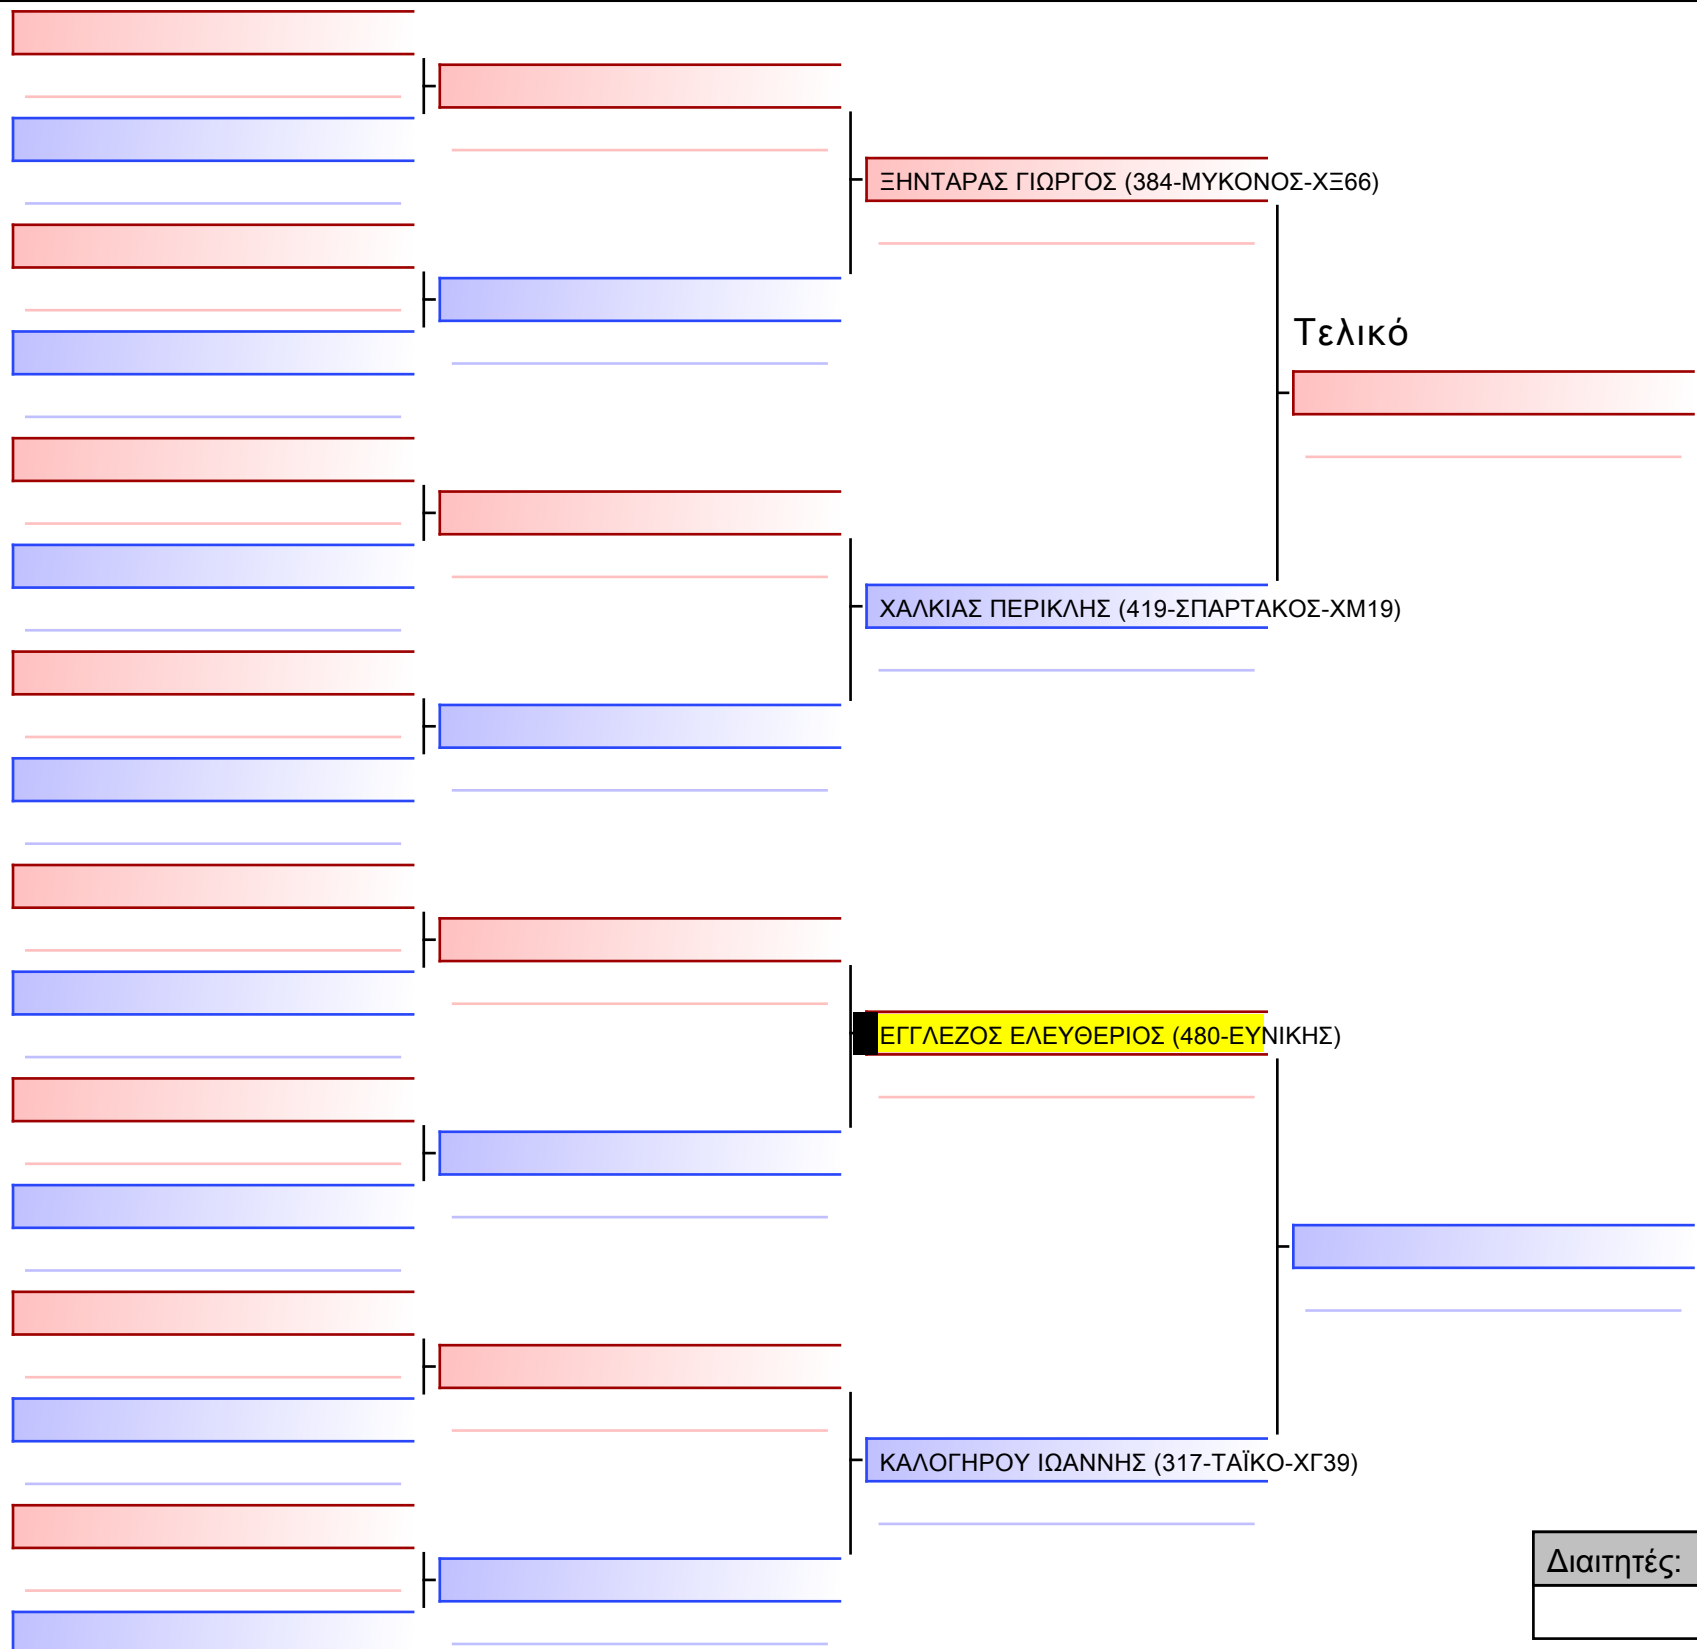 ΞΗΝΤΑΡΑΣ ΓΙΩΡΓΟΣ (384-ΜΥΚΟΝΟΣ-ΧΞ66)
Τελικό
ΧΑΛΚΙΑΣ ΠΕΡΙΚΛΗΣ (419-ΣΠΑΡΤΑΚΟΣ-ΧΜ19)
ΕΓΓΛΕΖΟΣ ΕΛΕΥΘΕΡΙΟΣ (480-ΕΥΝΙΚΗΣ)
ΚΑΛΟΓΗΡΟΥ ΙΩΑΝΝΗΣ (317-ΤΑΪΚΟ-ΧΓ39)
Διαιτητές: